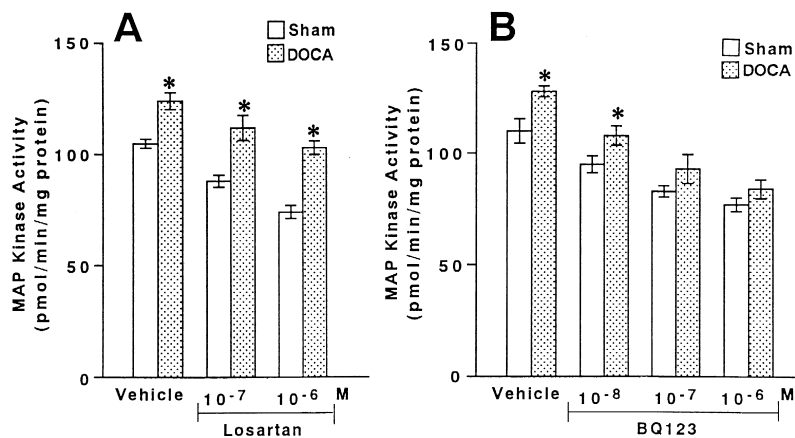 A
Sham
DOCA
MAP Kinase Activity
(pmol/min/mg protein)
150
100
50
0
*
*
*
Vehicle
10-7
10-6
M
Losartan
B
Sham
DOCA
MAP Kinase Activity
(pmol/min/mg protein)
150
100
50
0
*
*
Vehicle
10-8
10-7
10-6
M
BQ123